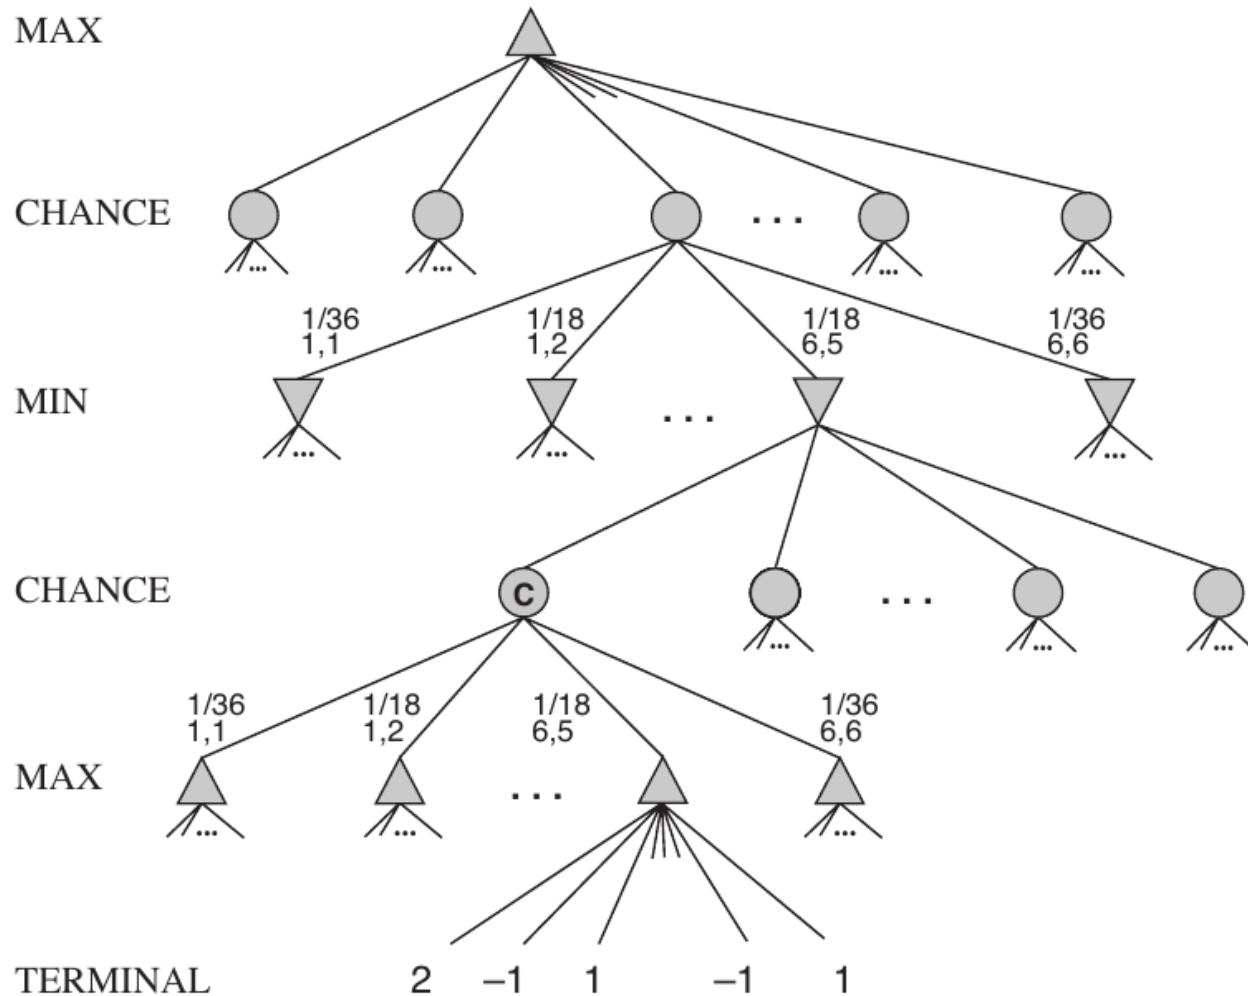 MAX
CHANCE
...
... ... ... ... ...
1/36 1/18 1/18 1/36
1,1 1,2 6,5 6,6
MIN
...
... ... ... ...
CHANCE
C
...
... ... ...
1/36 1/18 1/18 1/36
1,1 1,2 6,5 6,6
MAX
...
... ... ...
TERMINAL 2 –1 1 –1 1